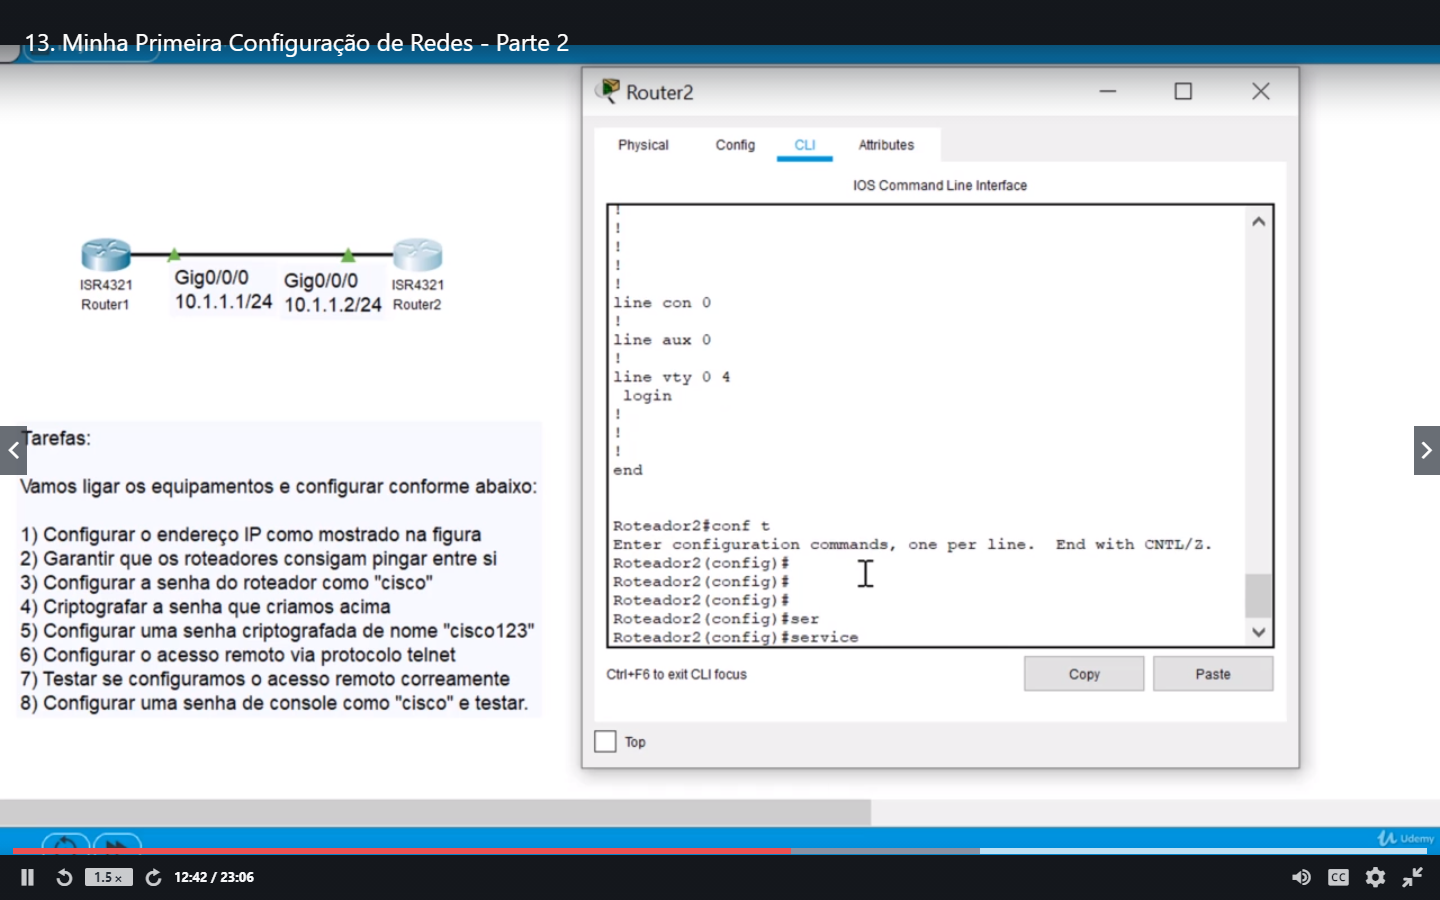 13. Minha Primeira Configuração de Redes - Parte 2
Router2
Physical Config CLI Attributes
IOS Command Line Interface
!
!
!
!
!
line con 0
!
line aux 0
!
line vty 0 4
login
!
!
!
end
Roteador2#conf t
Enter configuration commands, one per line. End with CNTL/Z.
Roteador2(config)#
Roteador2(config)#
Roteador2(config)#
Roteador2(config)#ser
Roteador2(config)#service
Ctrl+F6 to exit CLI focus
Copy
Paste
Top
ISR4321
Router1
Gig0/0/0
10.1.1.1/24
Gig0/0/0
10.1.1.2/24
ISR4321
Router2
Tarefas:
Vamos ligar os equipamentos e configurar conforme abaixo:
1) Configurar o endereço IP como mostrado na figura
2) Garantir que os roteadores consigam pingar entre si
3) Configurar a senha do roteador como "cisco"
4) Criptografar a senha que criamos acima
5) Configurar uma senha criptografada de nome "cisco123"
6) Configurar o acesso remoto via protocolo telnet
7) Testar se configuramos o acesso remoto correamente
8) Configurar uma senha de console como "cisco" e testar.
Udemy
1.5x
12:42 / 23:06
CC